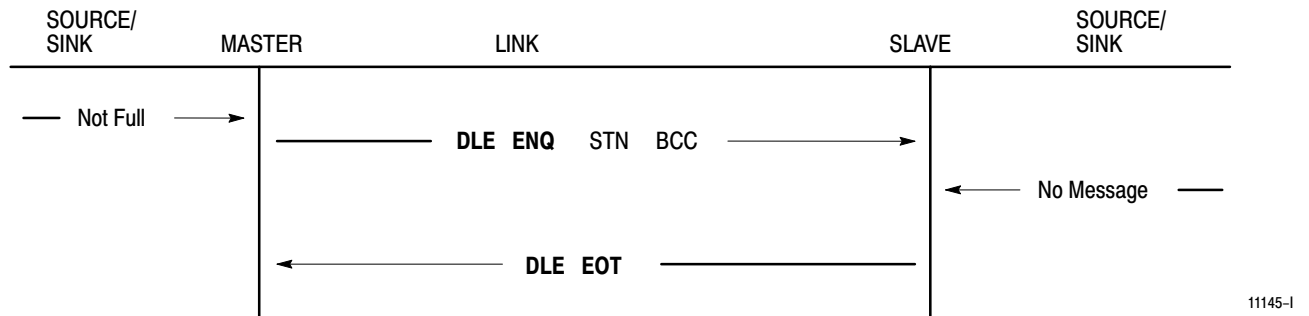 SOURCE/
SINK
MASTER
LINK
SLAVE
SOURCE/
SINK
Not Full
DLE ENQ STN BCC
No Message
DLE EOT
11145-I